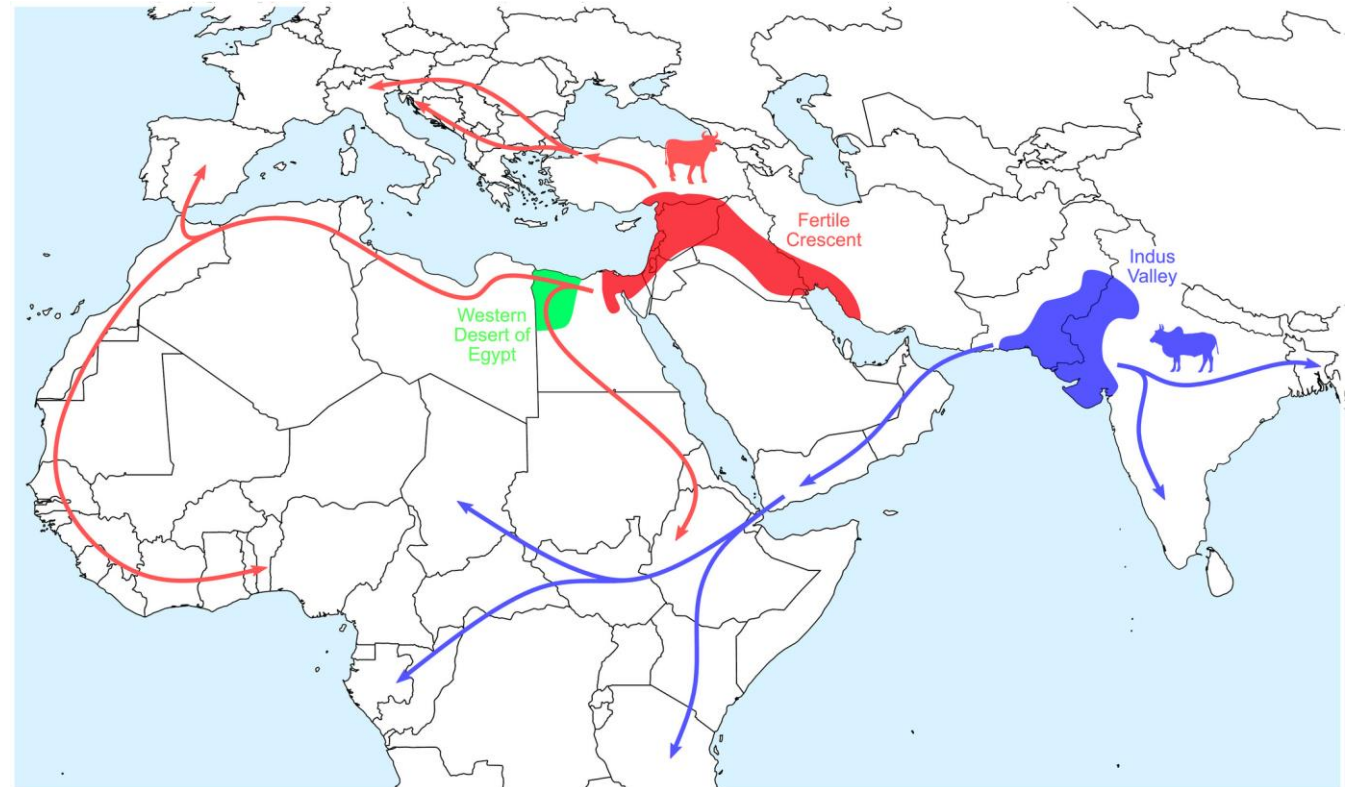 Fertile
Crescent
Indus
Valley
Western
Desert of
Egypt